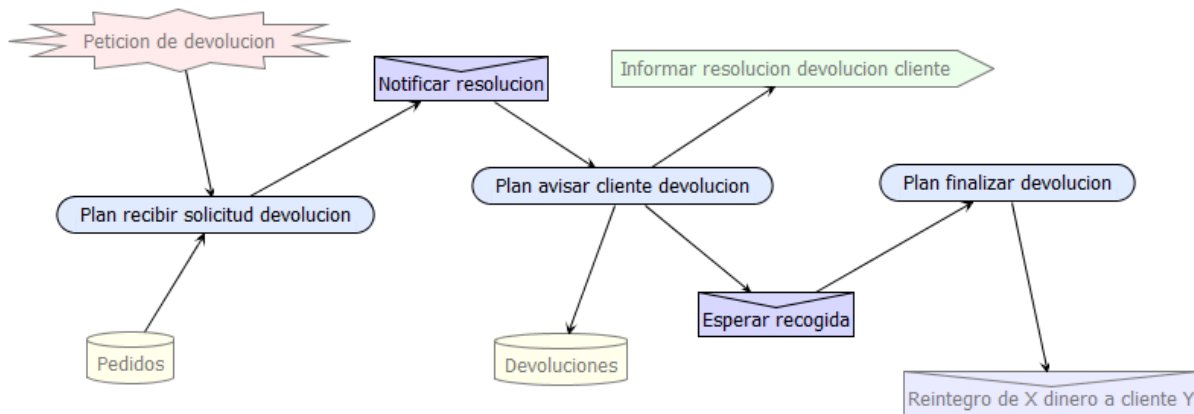 Peticion de devolucion
Notificar resolucion
Informar resolucion devolucion cliente
Plan recibir solicitud devolucion
Plan avisar cliente devolucion
Plan finalizar devolucion
Pedidos
Devoluciones
Esperar recogida
Reintegro de X dinero a cliente Y